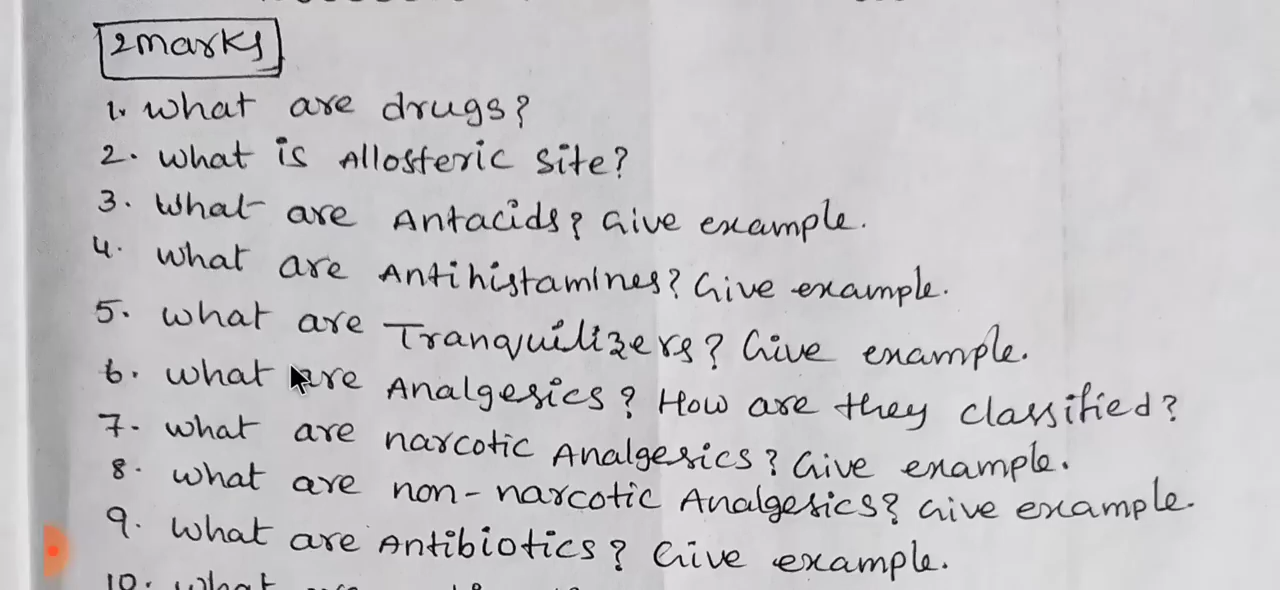 2marks
1. what are drugs?
2. what is Allosteric site?
3. what are Antacids? Give example.
4. what are Antihistamines? Give example.
5. what are Tranquilizers? Give example.
6. what are Analgesics? How are they classified?
7. what are narcotic Analgesics? Give example.
8. what are non-narcotic Analgesics? Give example.
9. what are Antibiotics? Give example.
10. what are